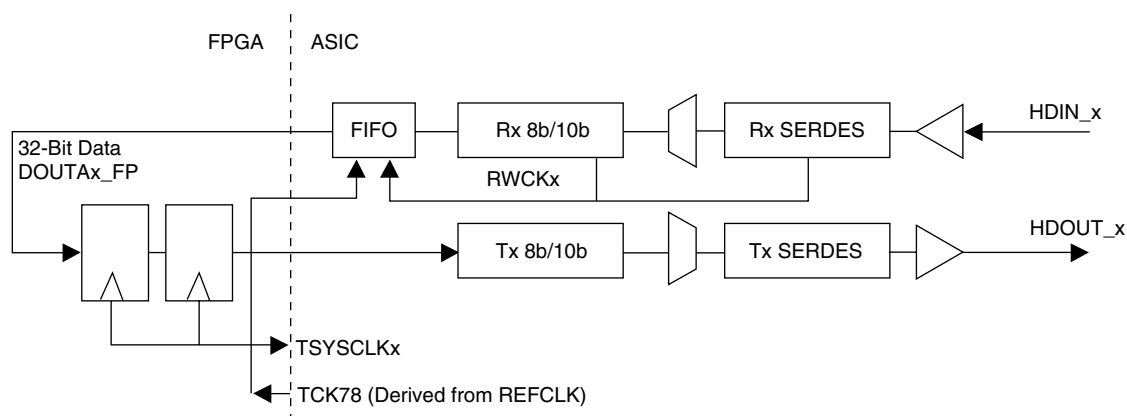 FPGA
ASIC
FIFO
Rx 8b/10b
Rx SERDES
HDIN_x
32-Bit Data
DOUTAx_FP
RWCKx
Tx 8b/10b
Tx SERDES
HDOUT_x
TSYSCLKx
TCK78 (Derived from REFCLK)